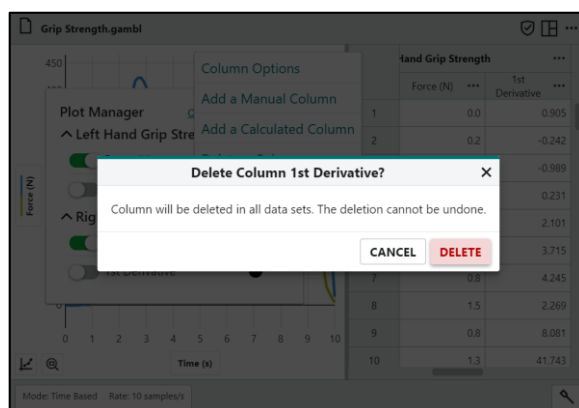 Grip Strength.gambl
450
Plot Manager
Left Hand Grip Stre
Rig
1st Derivative
Column Options
Add a Manual Column
Add a Calculated Column
Hand Grip Strength
Force (N)
1st
Derivative
1 0.0 0.905
2 0.2 -0.242
-0.989
0.231
2.101
3.715
7 0.8 4.245
8 1.5 2.269
9 0.8 8.081
10 1.3 41.743
Delete Column 1st Derivative?
Column will be deleted in all data sets. The deletion cannot be undone.
CANCEL DELETE
Force (N)
0
0 1 2 3 4 5 6 7 8 9 10
Time (s)
Mode: Time Based Rate: 10 samples/s